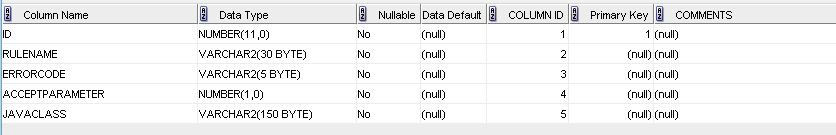 Column Name Data Type Nullable Data Default COLUMN ID Primary Key COMMENTS
ID NUMBER(11,0) No (null) 1 1 (null)
RULENAME VARCHAR2(30 BYTE) No (null) 2 (null) (null)
ERRORCODE VARCHAR2(5 BYTE) No (null) 3 (null) (null)
ACCEPTPARAMETER NUMBER(1,0) No (null) 4 (null) (null)
JAVACLASS VARCHAR2(150 BYTE) No (null) 5 (null) (null)